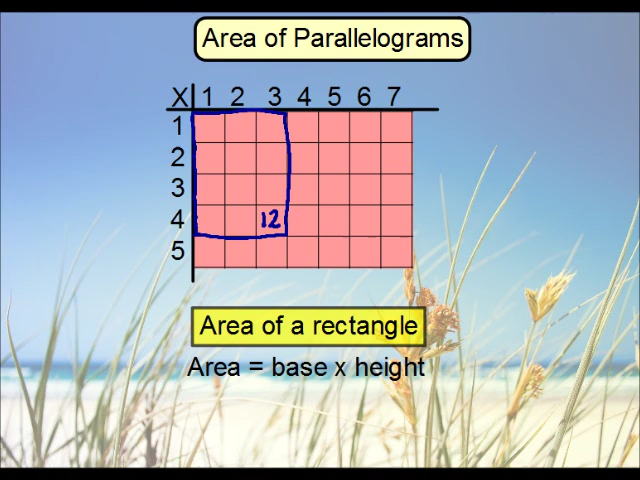 Area of Parallelograms
X 1 2 3 4 5 6 7
1
2
3
4 12
5
Area of a rectangle
Area = base x height